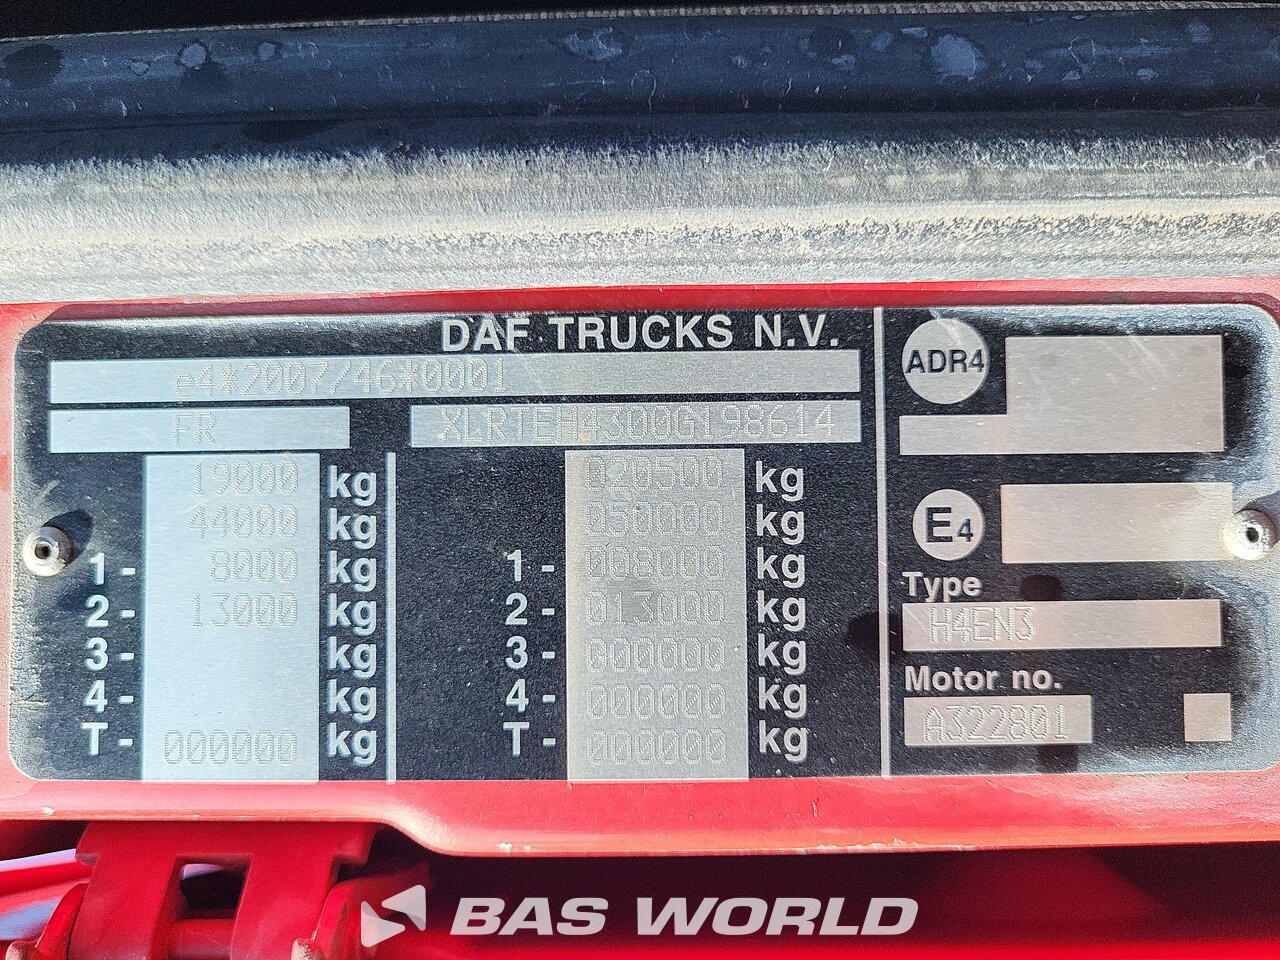 DAF TRUCKS N.V.
e4*2007/46*0001
FR XLRTEH4300G198614
19000 kg 020500 kg
44000 kg 050000 kg
1- 8000 kg 1- 008000 kg
2- 13000 kg 2- 013000 kg
3- kg 3- 000000 kg
4- kg 4- 000000 kg
T- 000000 kg T- 000000 kg
ADR4
E4
Type
H4EN3
Motor no.
A322801
BAS WORLD